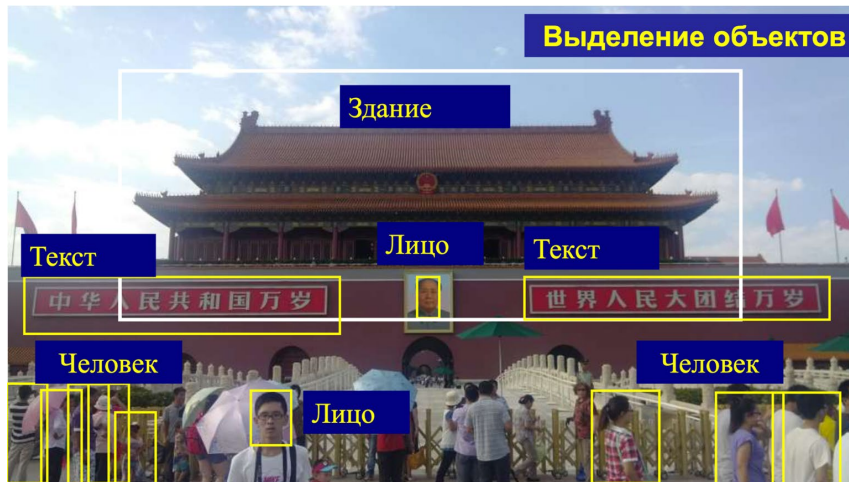 Выделение объектов
Здание
Лицо
Текст
Текст
中华人民共和国万岁
世界人民大团结万岁
Человек
Человек
Лицо